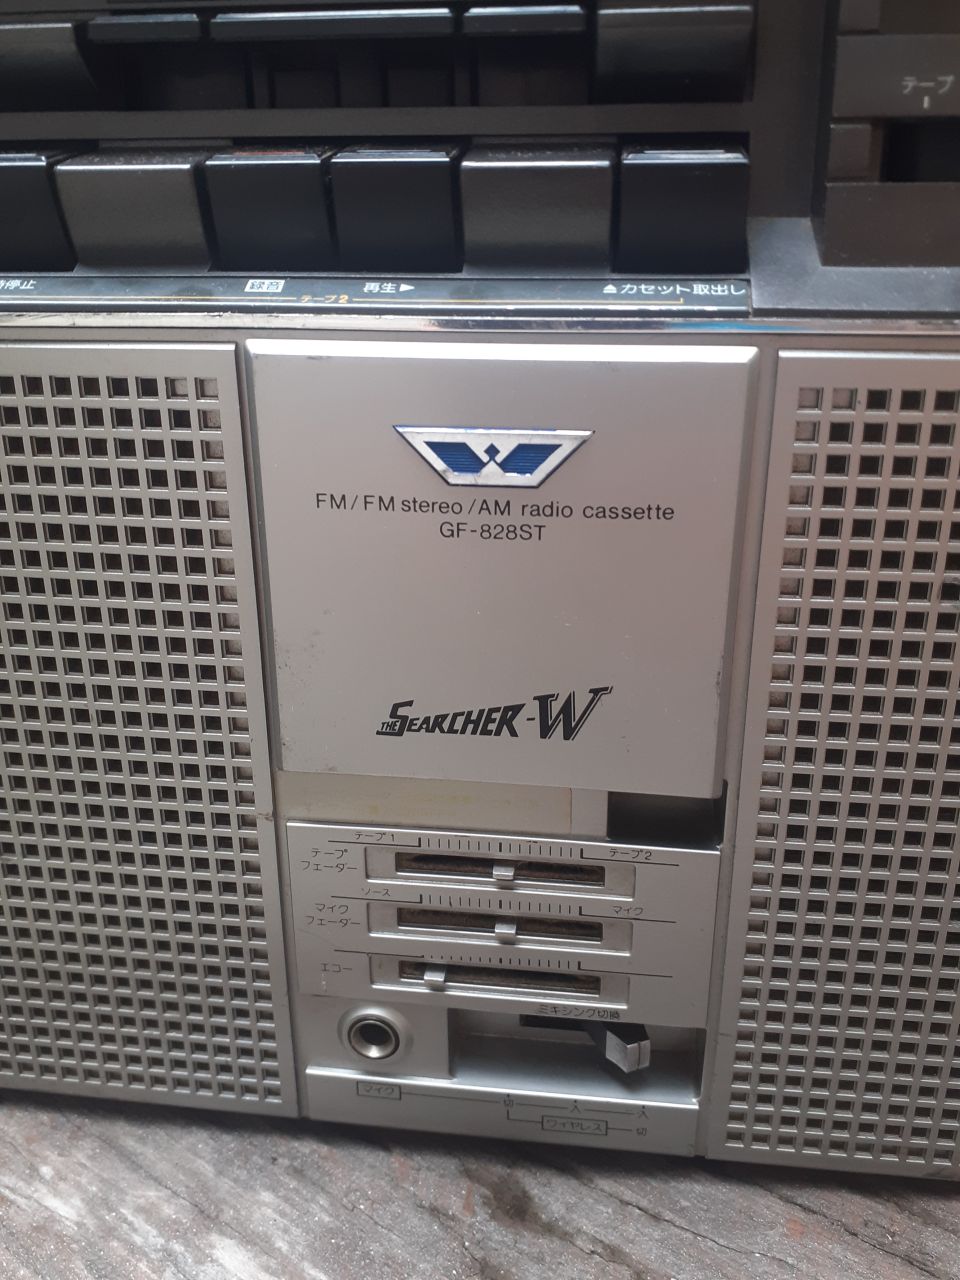 テープ
時停止 録音 再生▶ ⏏カセット取出し
テープ2
W
FM/FM stereo/AM radio cassette
GF-828ST
THE SEARCHER-W
テープ1 テープ2
テープ
フェーダー
ソース マイク
マイク
フェーダー
エコー
ミキシング切換
マイク 切 入 入
ワイヤレス 切